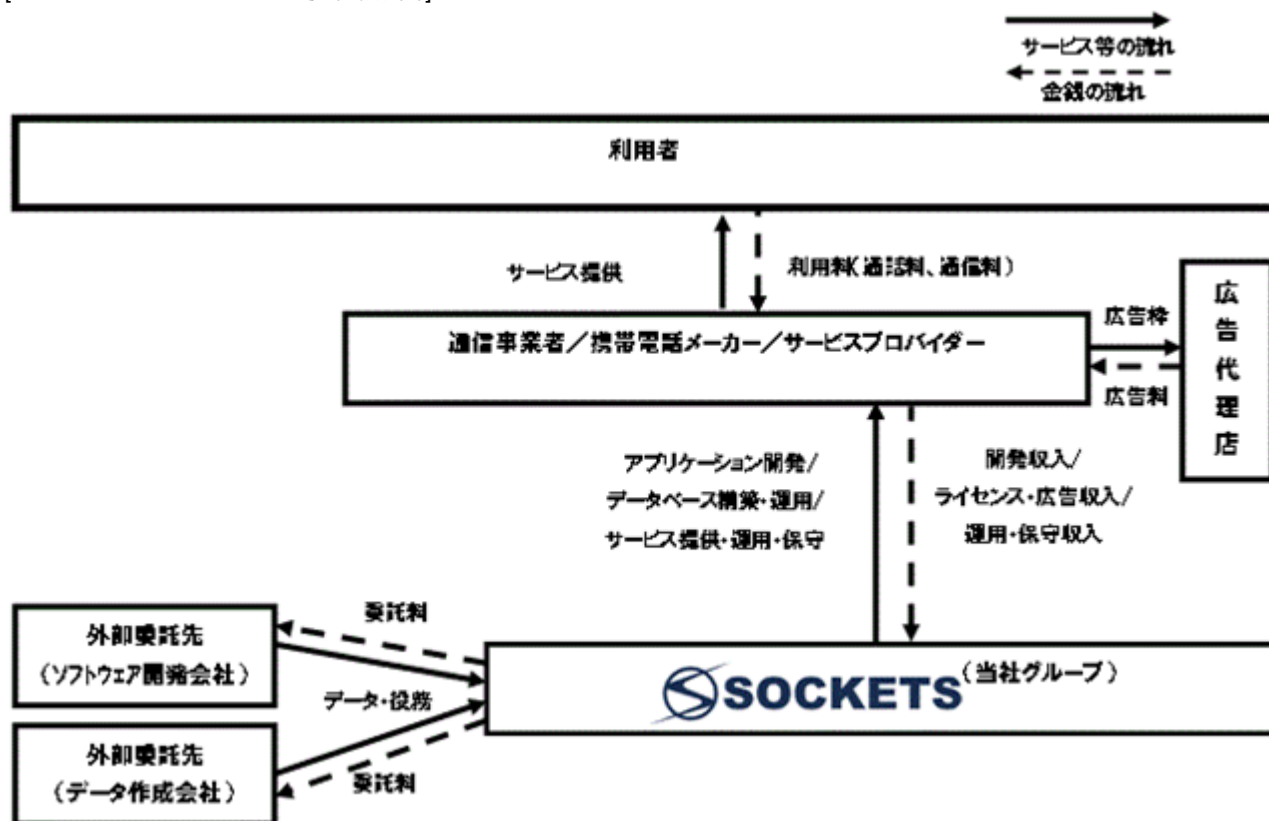 サービス等の流れ
金銭の流れ
利用者
サービス提供
利用料(通話料、通信料)
通信事業者／携帯電話メーカー／サービスプロバイダー
広告枠
広告料
広告代理店
アプリケーション開発/
データベース構築・運用/
サービス提供・運用・保守
開発収入/
ライセンス・広告収入/
運用・保守収入
外部委託先
(ソフトウェア開発会社)
委託料
データ・役務
SOCKETS(当社グループ)
外部委託先
(データ作成会社)
委託料